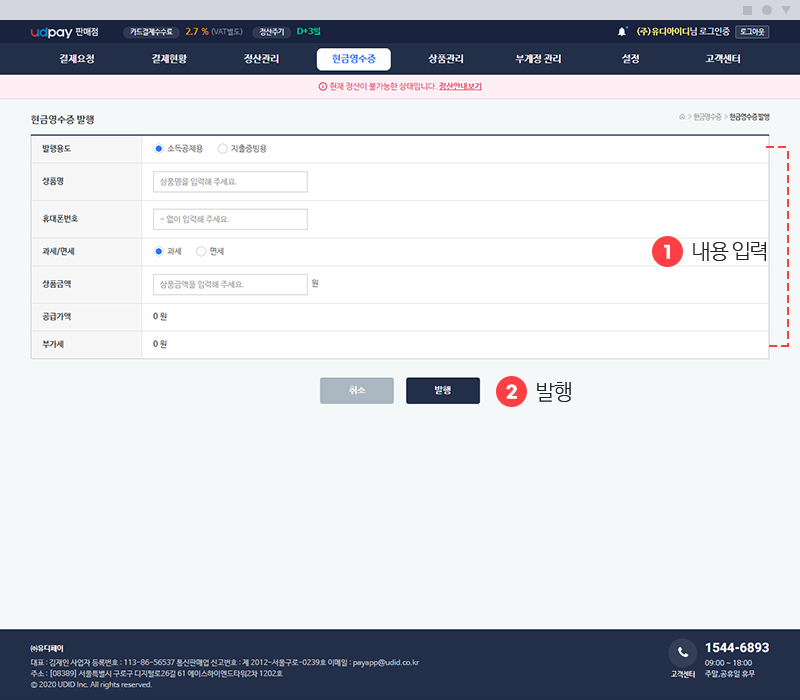 udpay 판매점 카드결제수수료 2.7 % (VAT별도) 정산주기 D+3일 (주)유디아이디님 로그인중 로그아웃
결제요청 결제현황 정산관리 현금영수증 상품관리 부계정 관리 설정 고객센터
현재 정산이 불가능한 상태입니다. 정산안내보기
현금영수증 발행 현금영수증 > 현금영수증발행
발행용도 소득공제용 지출증빙용
상품명 상품명을 입력해 주세요.
휴대폰번호 - 없이 입력해 주세요.
과세/면세 과세 면세
1 내용 입력
상품금액 상품금액을 입력해 주세요. 원
공급가액 0 원
부가세 0 원
취소 발행 2 발행
㈜유디페이
대표 : 김재인 사업자 등록번호 : 113-86-56537 통신판매업 신고번호 : 제 2012-서울구로-0239호 이메일 : payapp@udid.co.kr
주소 : [08389] 서울특별시 구로구 디지털로26길 61 에이스하이엔드타워2차 1202호
© 2020 UDID Inc. All rights reserved.
고객센터
1544-6893
09:00 ~ 18:00
주말,공휴일 휴무